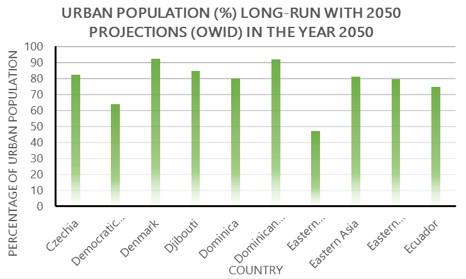 URBAN POPULATION (%) LONG-RUN WITH 2050
PROJECTIONS (OWID) IN THE YEAR 2050
PERCENTAGE OF URBAN POPULATION
100
90
80
70
60
50
40
30
20
10
0
Czechia
Democratic...
Denmark
Djibouti
Dominica
Dominican...
Eastern...
Eastern Asia
Eastern...
Ecuador
COUNTRY